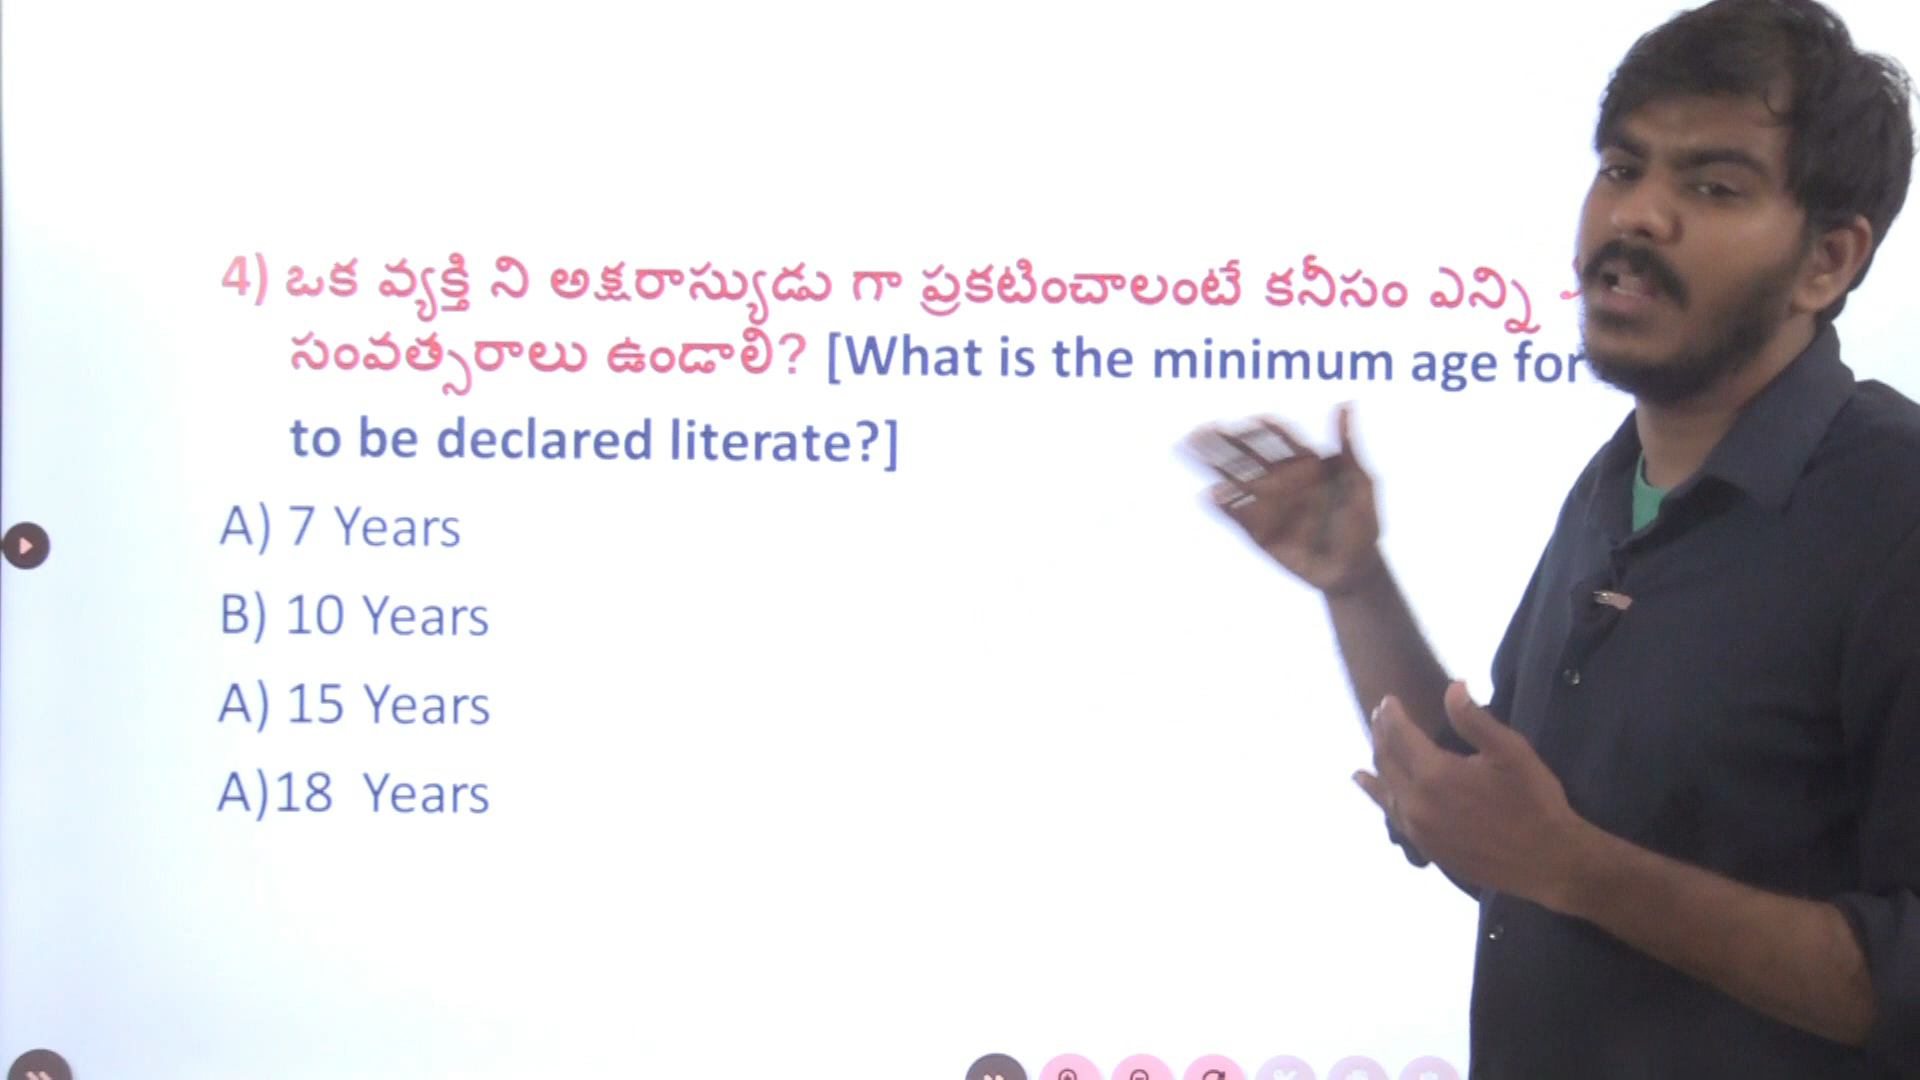 4) ఒక వ్యక్తి ని అక్షరాస్యుడు గా ప్రకటించాలంటే కనీసం ఎన్ని
సంవత్సరాలు ఉండాలి? [What is the minimum age for
to be declared literate?]
A) 7 Years
B) 10 Years
A) 15 Years
A)18 Years